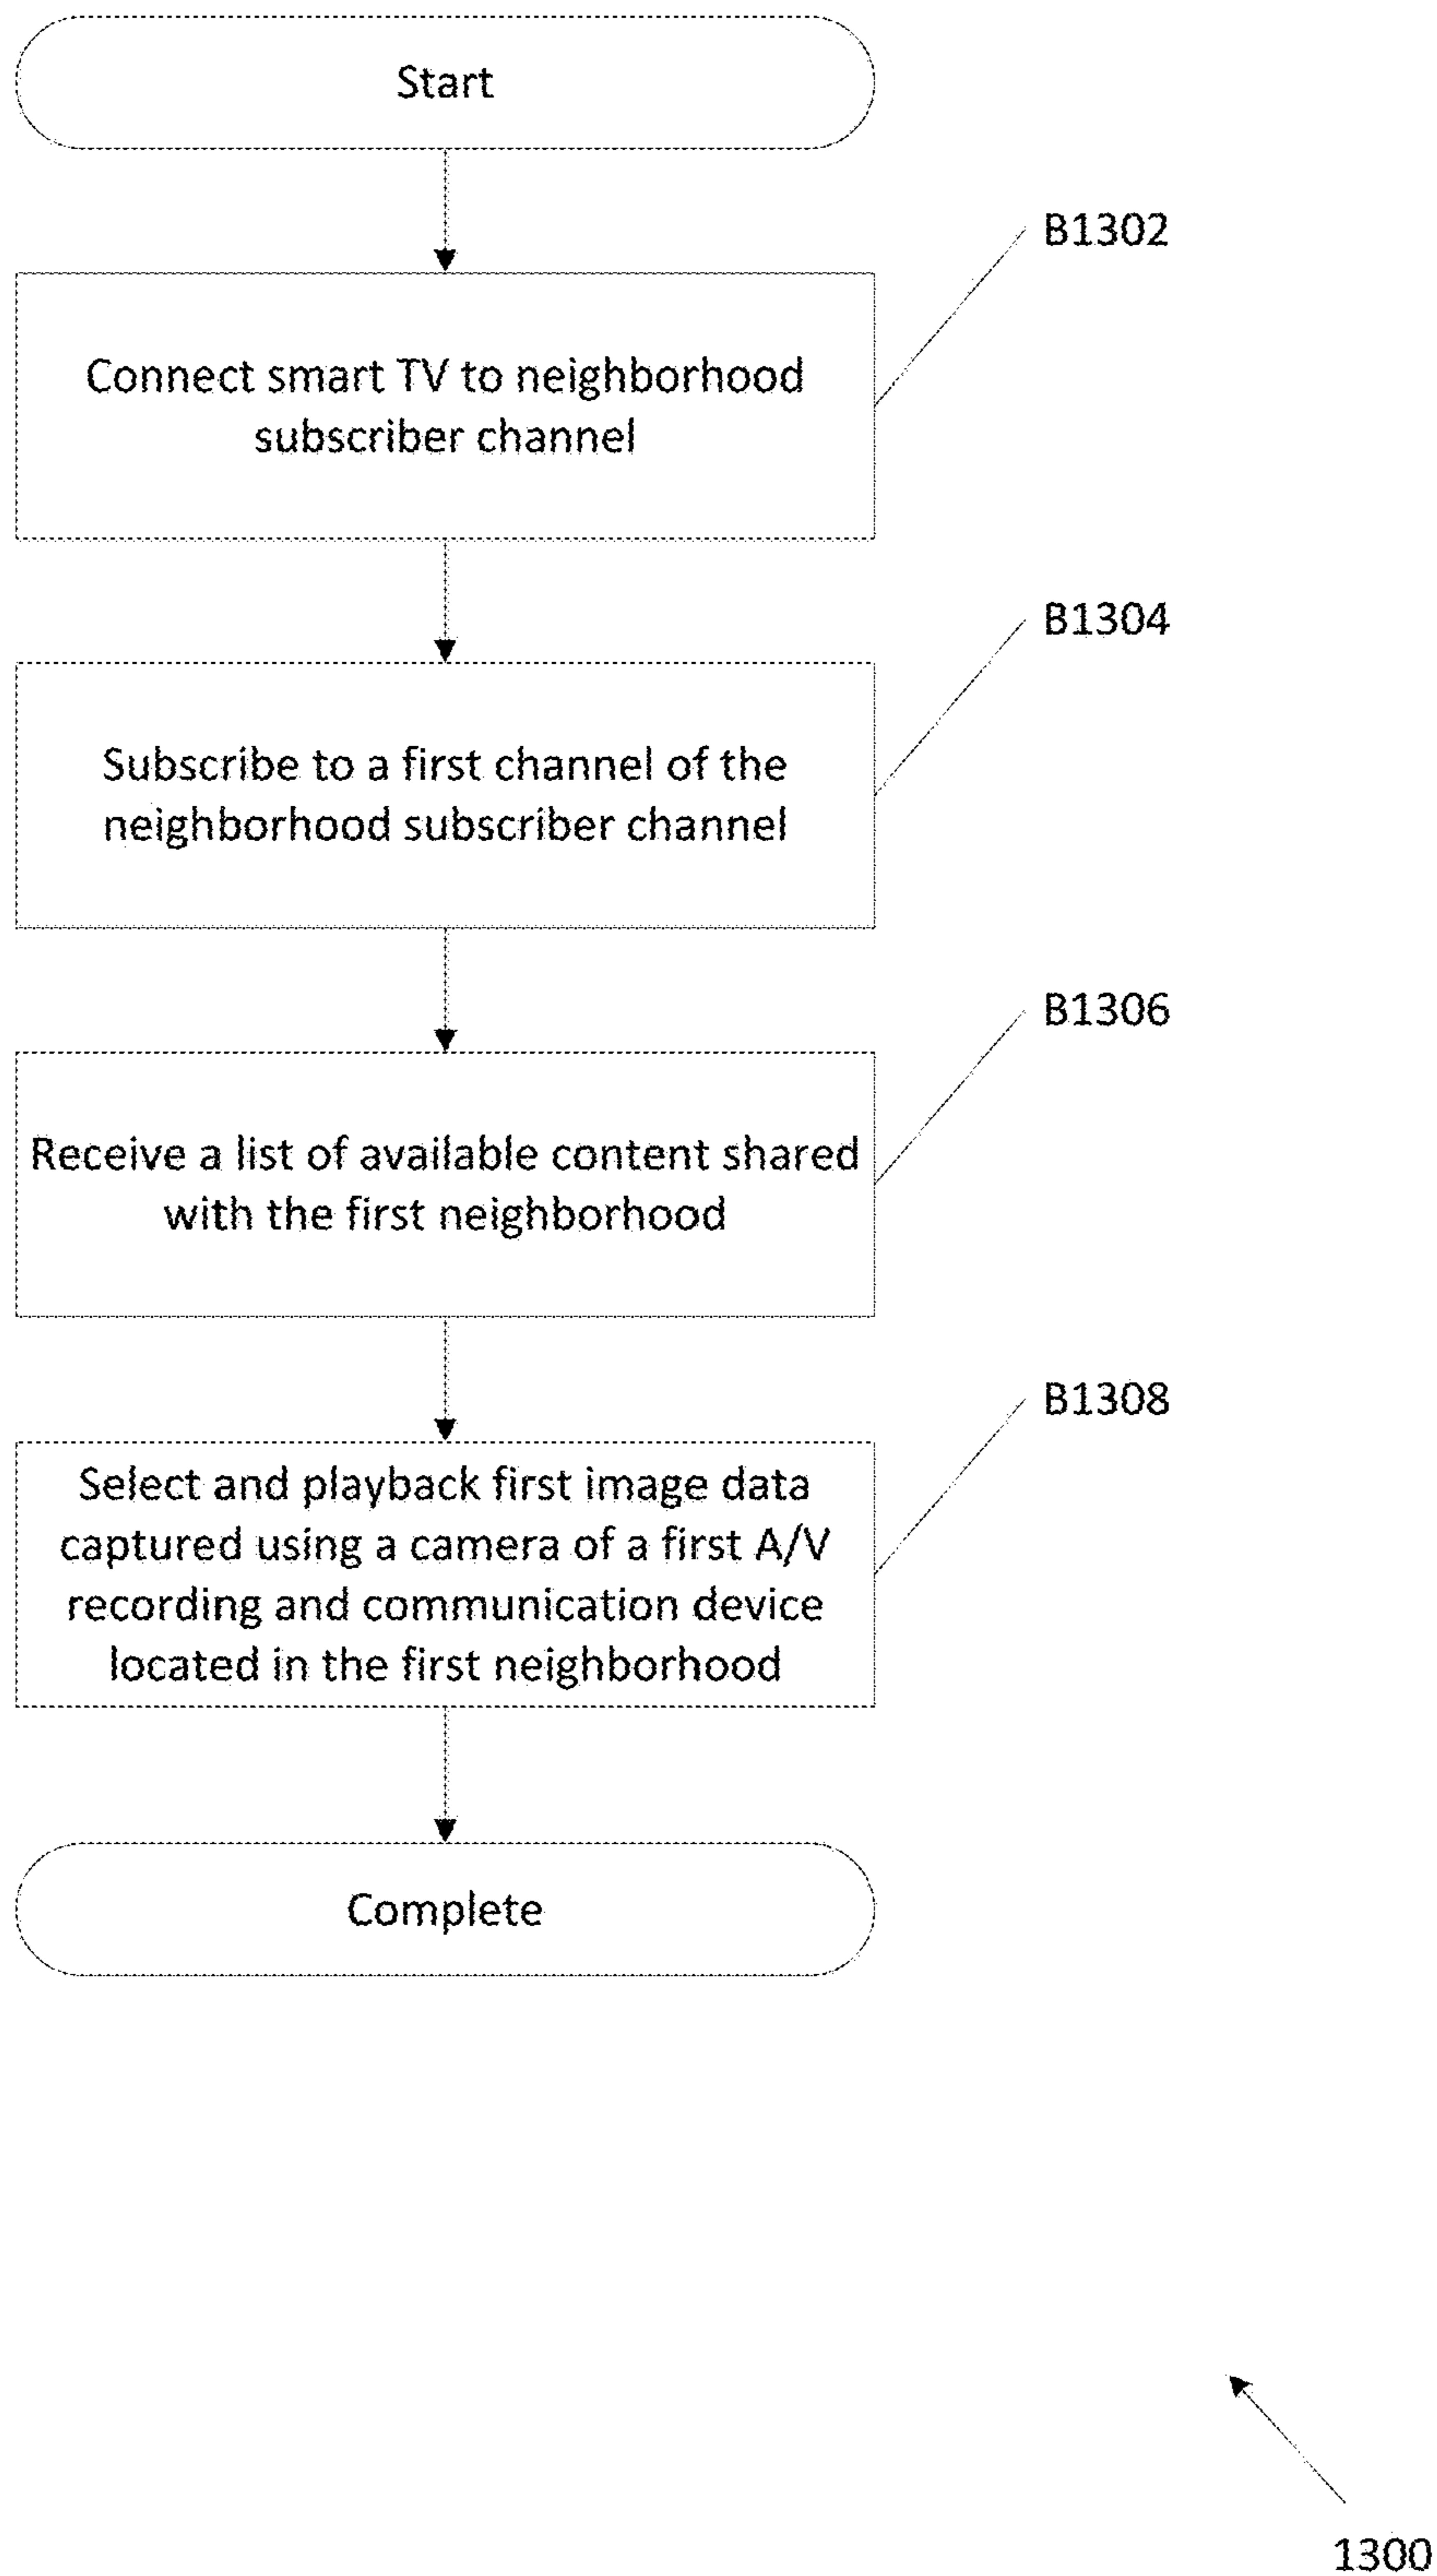 Start
B1302
Connect smart TV to neighborhood
subscriber channel
B1304
Subscribe to a first channel of the
neighborhood subscriber channel
B1306
Receive a list of available content shared
with the first neighborhood
B1308
Select and playback first image data
captured using a camera of a first A/V
recording and communication device
located in the first neighborhood
Complete
1300